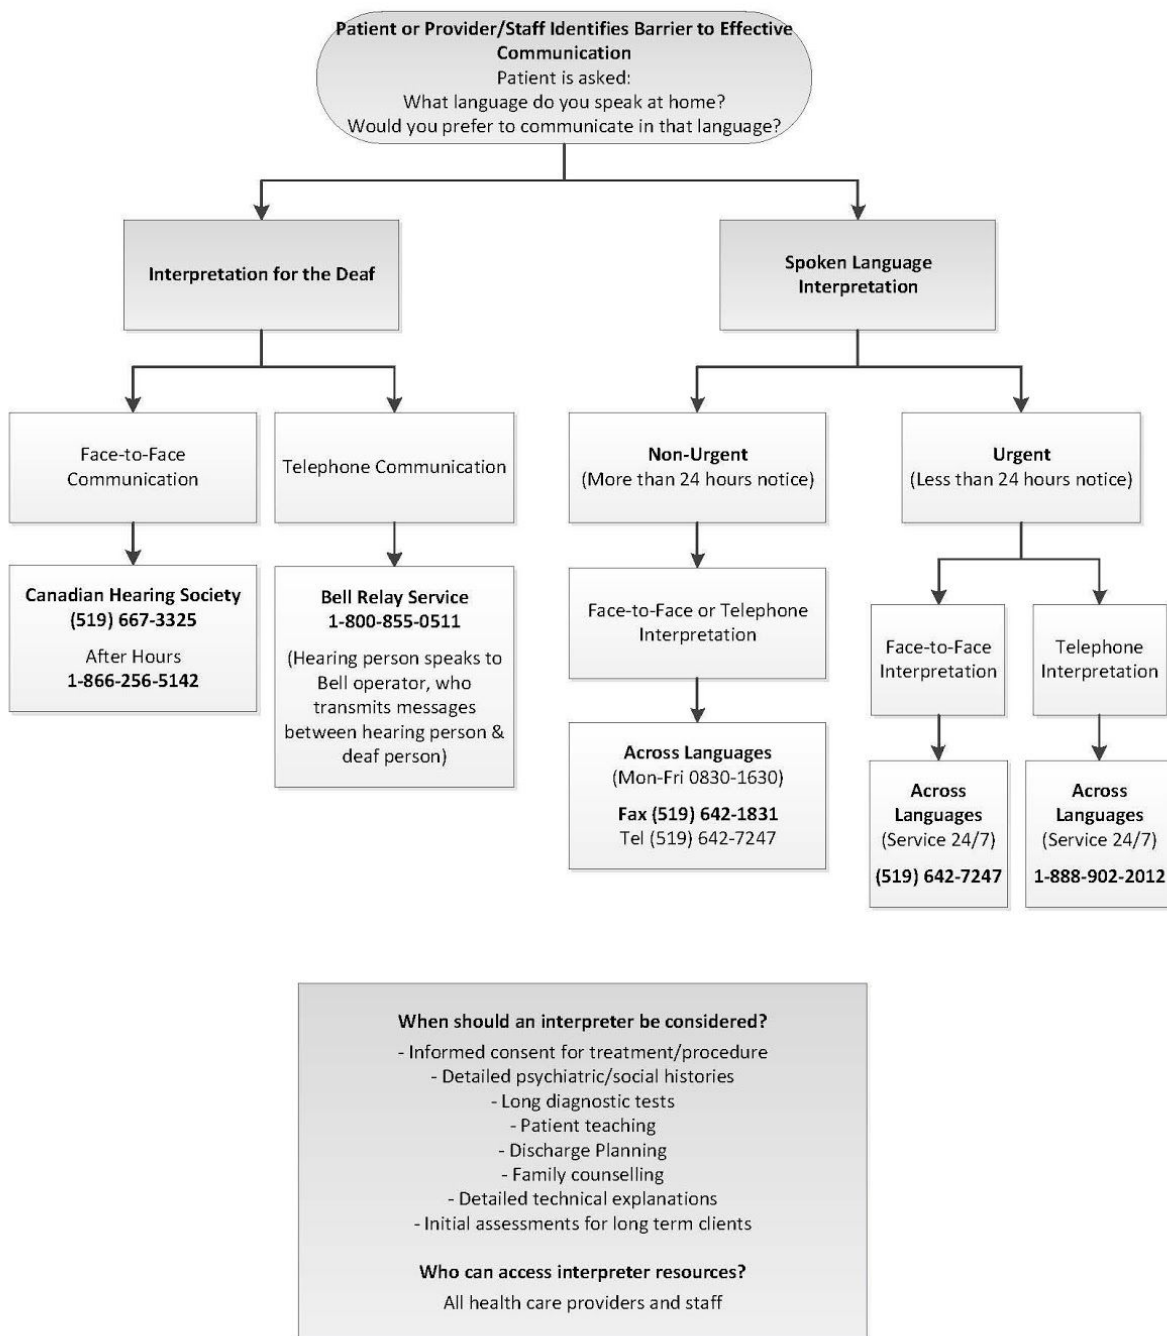 Patient or Provider/Staff Identifies Barrier to Effective
Communication
Patient is asked:
What language do you speak at home?
Would you prefer to communicate in that language?
Interpretation for the Deaf
Spoken Language
Interpretation
Face-to-Face
Communication
Telephone Communication
Non-Urgent
(More than 24 hours notice)
Urgent
(Less than 24 hours notice)
Canadian Hearing Society
(519) 667-3325
After Hours
1-866-256-5142
Bell Relay Service
1-800-855-0511
(Hearing person speaks to
Bell operator, who
transmits messages
between hearing person &
deaf person)
Face-to-Face or Telephone
Interpretation
Face-to-Face
Interpretation
Telephone
Interpretation
Across Languages
(Mon-Fri 0830-1630)
Fax (519) 642-1831
Tel (519) 642-7247
Across
Languages
(Service 24/7)
(519) 642-7247
Across
Languages
(Service 24/7)
1-888-902-2012
When should an interpreter be considered?
- Informed consent for treatment/procedure
- Detailed psychiatric/social histories
- Long diagnostic tests
- Patient teaching
- Discharge Planning
- Family counselling
- Detailed technical explanations
- Initial assessments for long term clients
Who can access interpreter resources?
All health care providers and staff